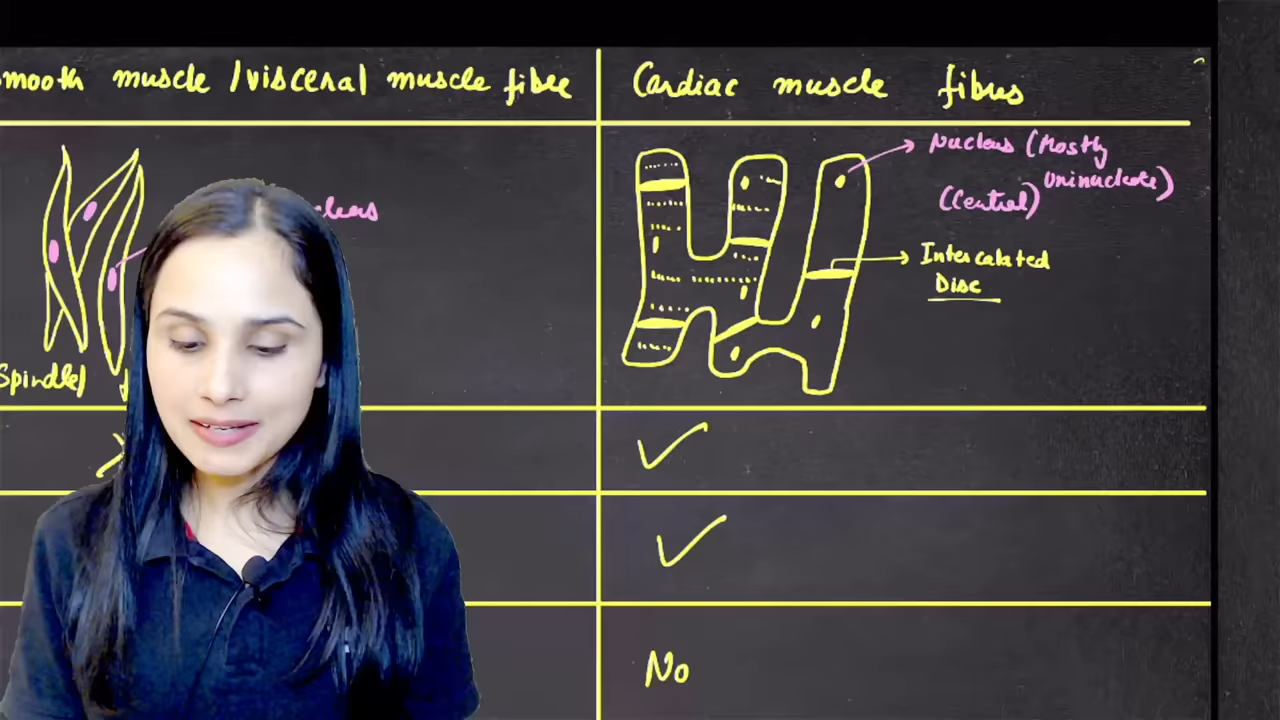 mooth muscle /visceral muscle fibre
Cardiac muscle fibres
Nucleus (Mostly
Uninucleate)
(Central)
Intercalated
Disc
Spindle
No